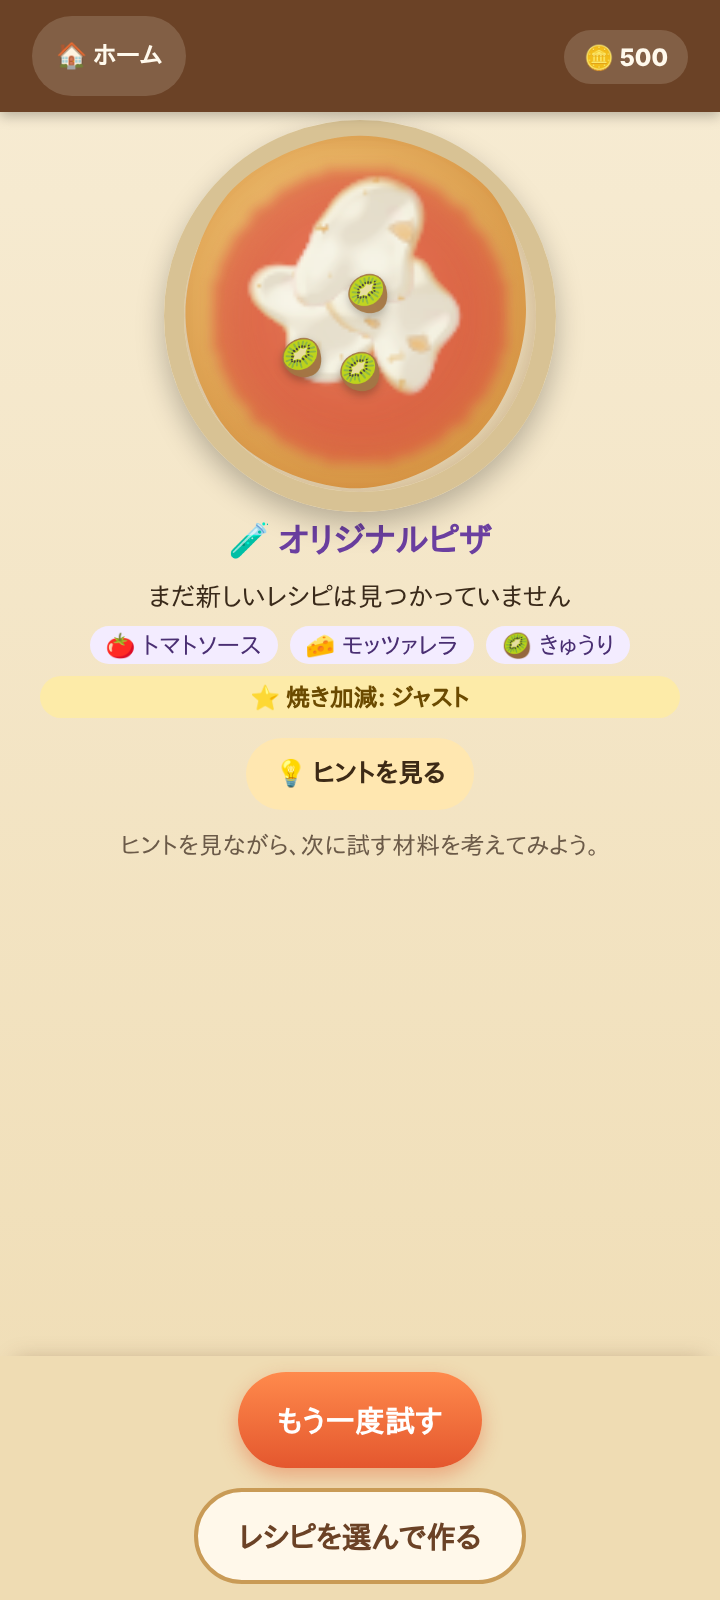 🏠 ホーム
🪙 500
🧪 オリジナルピザ
まだ新しいレシピは見つかっていません
🍅 トマトソース 🧀 モッツァレラ 🥝 きゅうり
⭐ 焼き加減: ジャスト
💡 ヒントを見る
ヒントを見ながら、次に試す材料を考えてみよう。
もう一度試す
レシピを選んで作る